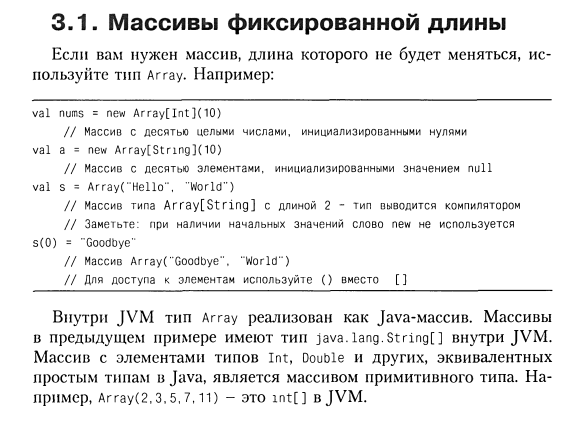 3.1. Массивы фиксированной длины
Если вам нужен массив, длина которого не будет меняться, ис-
пользуйте тип Array. Например:
val nums = new Array[Int](10)
// Массив с десятью целыми числами, инициализированными нулями
val a = new Array[String](10)
// Массив с десятью элементами, инициализированными значением null
val s = Array("Hello", "World")
// Массив типа Array[String] с длиной 2 - тип выводится компилятором
// Заметьте: при наличии начальных значений слово new не используется
s(0) = "Goodbye"
// Массив Array("Goodbye", "World")
// Для доступа к элементам используйте () вместо []
Внутри JVM тип Array реализован как Java-массив. Массивы
в предыдущем примере имеют тип java.lang.String[] внутри JVM.
Массив с элементами типов Int, Double и других, эквивалентных
простым типам в Java, является массивом примитивного типа. На-
пример, Array(2,3,5,7,11) — это int[] в JVM.